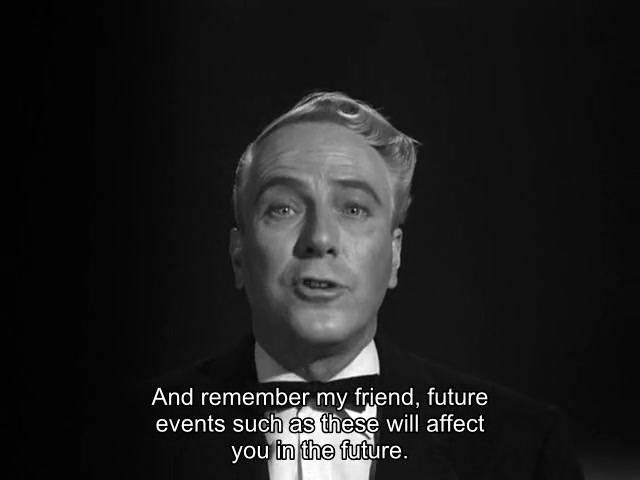 And remember my friend, future
events such as these will affect
you in the future.